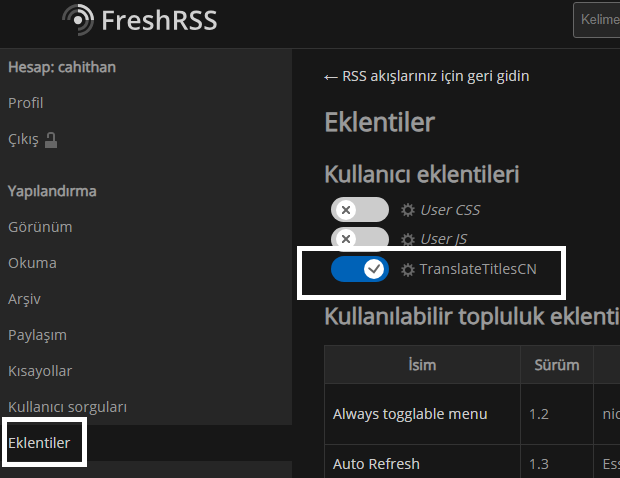 FreshRSS
Kelime
Hesap: cahithan
Profil
Çıkış
Yapılandırma
Görünüm
Okuma
Arşiv
Paylaşım
Kısayollar
Kullanıcı sorguları
Eklentiler
← RSS akışlarınız için geri gidin
Eklentiler
Kullanıcı eklentileri
User CSS
User JS
TranslateTitlesCN
Kullanılabilir topluluk eklenti
İsim Sürüm
Always togglable menu 1.2 nic
Auto Refresh 1.3 Ess